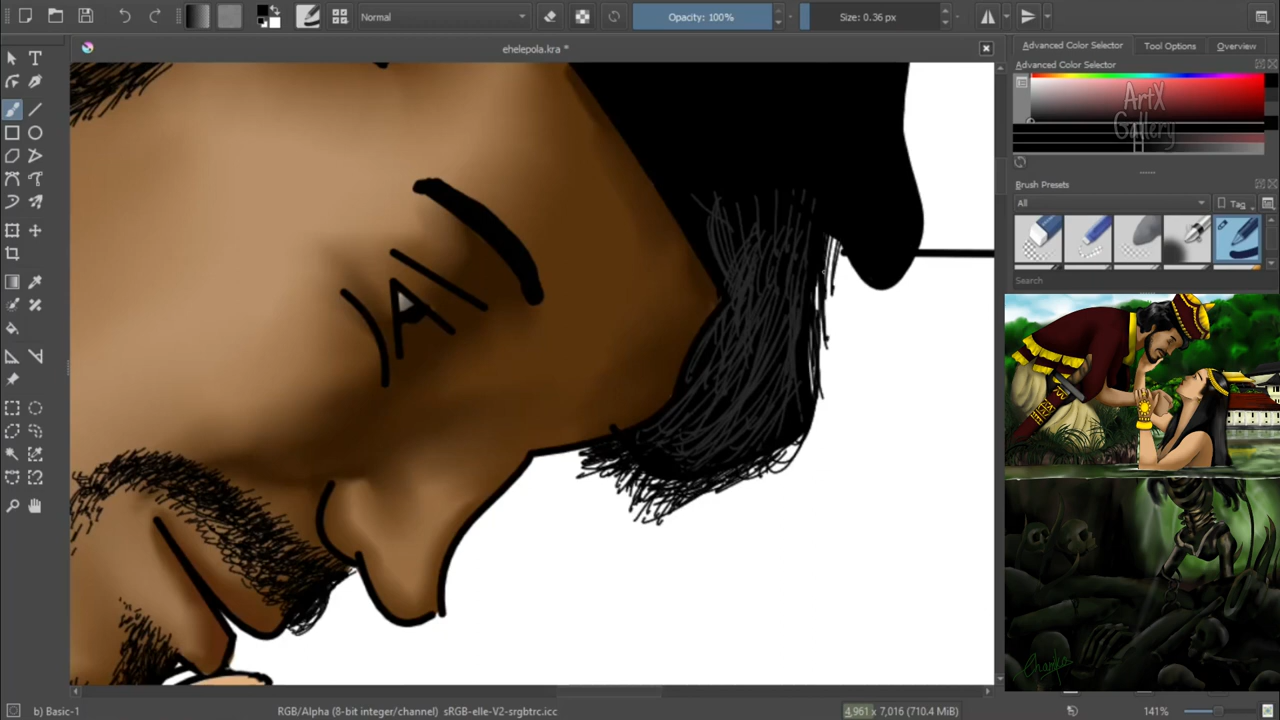 Normal
Opacity: 100%
Size: 0.36 px
ehelepola.kra *
Advanced Color Selector
Tool Options
Overview
Advanced Color Selector
ArtX
Gallery
Brush Presets
All
Tag
Search
b) Basic-1
RGB/Alpha (8-bit integer/channel) sRGB-elle-V2-srgbtrc.icc
4,961 x 7,016 (710.4 MiB)
141%